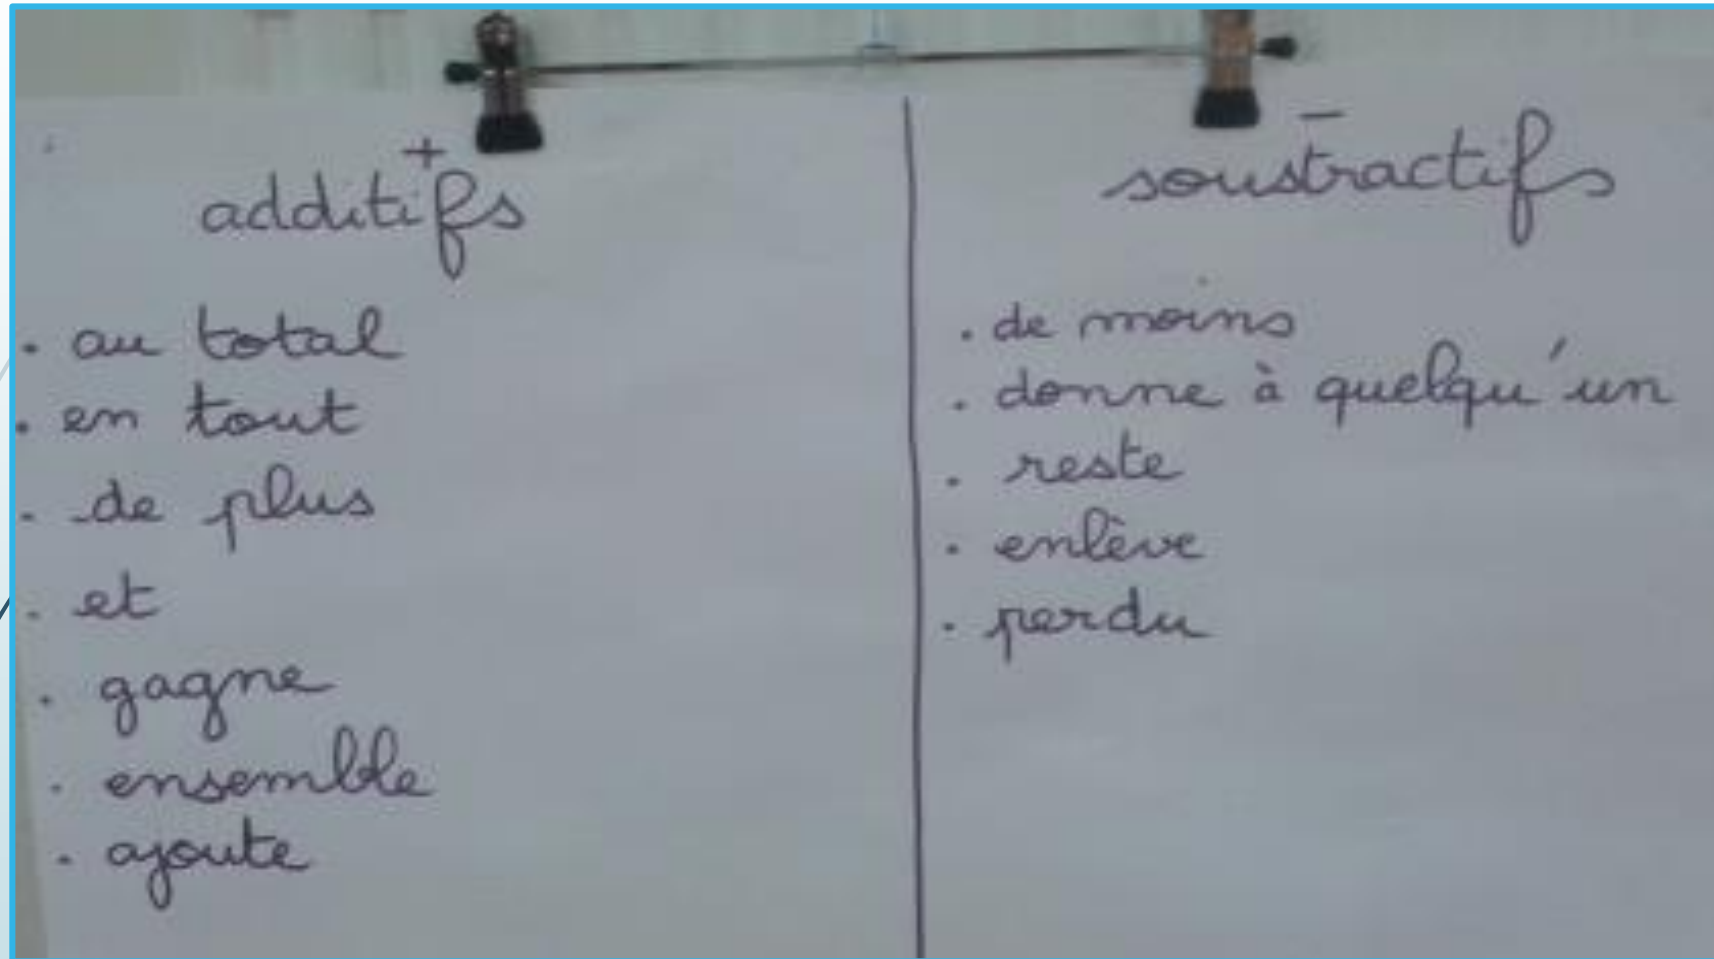 +
additifs
. au total
. en tout
. de plus
. et
. gagne
. ensemble
. ajoute
-
soustractifs
. de moins
. donne à quelqu'un
. reste
. enlève
. perdu